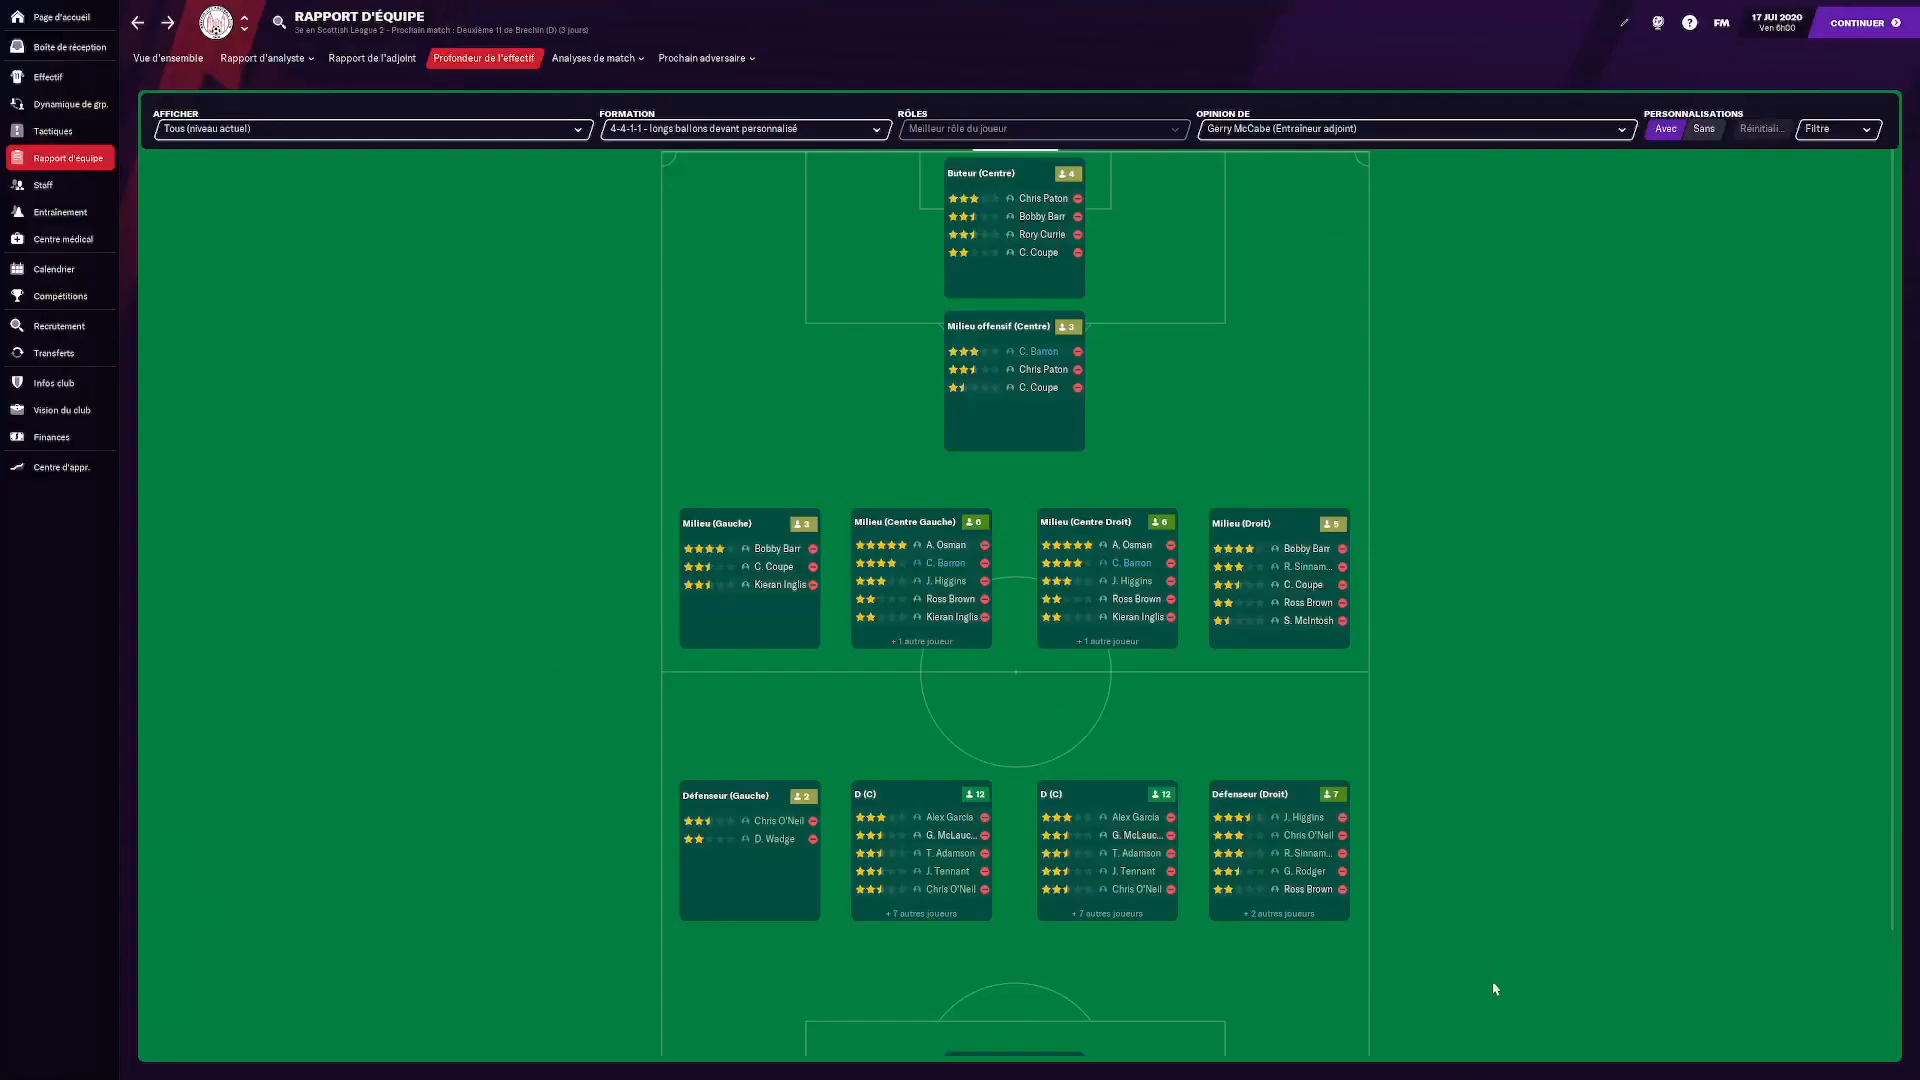 Page d'accueil
Boîte de réception
Effectif
Dynamique de grp.
Tactiques
Rapport d'équipe
Staff
Entraînement
Centre médical
Calendrier
Compétitions
Recrutement
Transferts
Infos club
Vision du club
Finances
Centre d'appr.
RAPPORT D'ÉQUIPE
3e en Scottish League 2 - Prochain match : Deuxième 11 de Brechin (D) (3 jours)
FM
17 JUI 2020
Ven 6h00
CONTINUER
Vue d'ensemble Rapport d'analyste Rapport de l'adjoint Profondeur de l'effectif Analyses de match Prochain adversaire
AFFICHER FORMATION RÔLES OPINION DE PERSONNALISATIONS
Tous (niveau actuel) 4-4-1-1 - longs ballons devant personnalisé Meilleur rôle du joueur Gerry McCabe (Entraîneur adjoint) Avec Sans Réinitiali... Filtre
Buteur (Centre) 4
Chris Paton
Bobby Barr
Rory Currie
C. Coupe
Milieu offensif (Centre) 3
C. Barron
Chris Paton
C. Coupe
Milieu (Gauche) 3
Bobby Barr
C. Coupe
Kieran Inglis
Milieu (Centre Gauche) 6
A. Osman
C. Barron
J. Higgins
Ross Brown
Kieran Inglis
+ 1 autre joueur
Milieu (Centre Droit) 6
A. Osman
C. Barron
J. Higgins
Ross Brown
Kieran Inglis
+ 1 autre joueur
Milieu (Droit) 5
Bobby Barr
R. Sinnam...
C. Coupe
Ross Brown
S. McIntosh
Défenseur (Gauche) 2
Chris O'Neil
D. Wadge
D (C) 12
Alex Garcia
G. McLauc...
T. Adamson
J. Tennant
Chris O'Neil
+ 7 autres joueurs
D (C) 12
Alex Garcia
G. McLauc...
T. Adamson
J. Tennant
Chris O'Neil
+ 7 autres joueurs
Défenseur (Droit) 7
J. Higgins
Chris O'Neil
R. Sinnam...
G. Rodger
Ross Brown
+ 2 autres joueurs